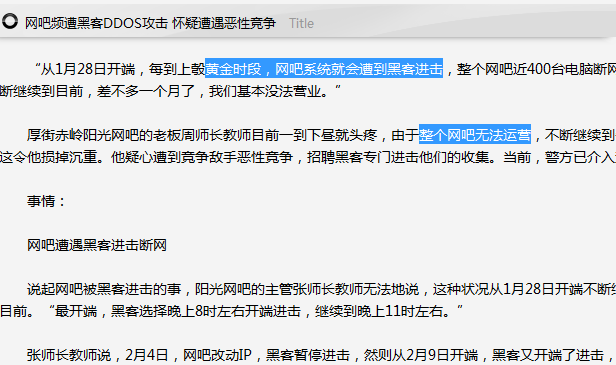 网吧频遭黑客DDOS攻击 怀疑遭遇恶性竞争 Title
“从1月28日开端，每到上彀黄金时段，网吧系统就会遭到黑客进击，整个网吧近400台电脑断网
断继续到目前，差不多一个月了，我们基本没法营业。”
厚街赤岭阳光网吧的老板周师长教师目前一到下昼就头疼，由于整个网吧无法运营，不断继续到
这令他损掉沉重。他疑心遭到竞争敌手恶性竞争，招聘黑客专门进击他们的收集。当前，警方已介入
事情：
网吧遭遇黑客进击断网
说起网吧被黑客进击的事，阳光网吧的主管张师长教师无法地说，这种状况从1月28日开端不断继
目前。“最开端，黑客选择晚上8时左右开端进击，继续到晚上11时左右。”
张师长教师说，2月4日，网吧改动IP，黑客暂停进击，然则从2月9日开端，黑客又开端了进击，